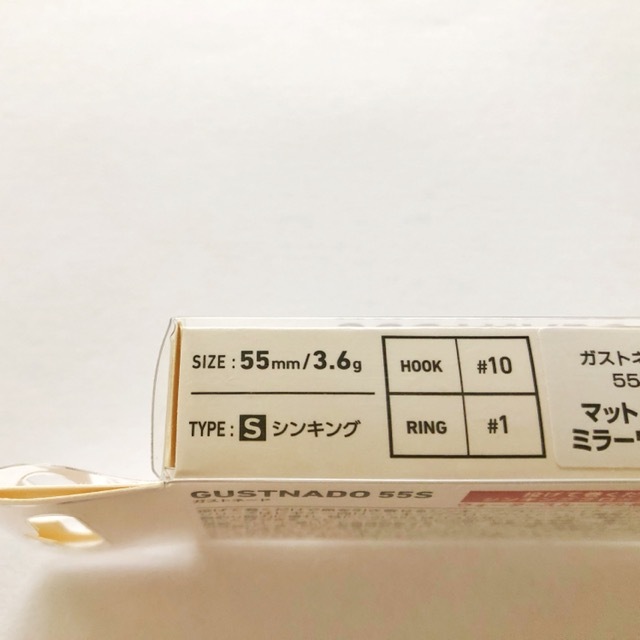 SIZE : 55mm/3.6g
HOOK #10
TYPE : S シンキング
RING #1
ガストネ
55
マット
ミラー
GUSTNADO 55S
ガストネード